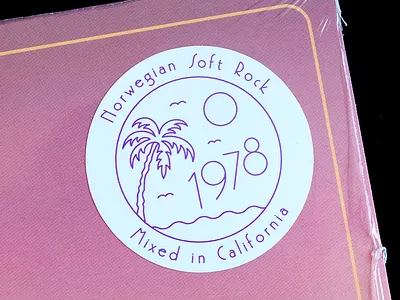 Norwegian Soft Rock
1978
Mixed in California